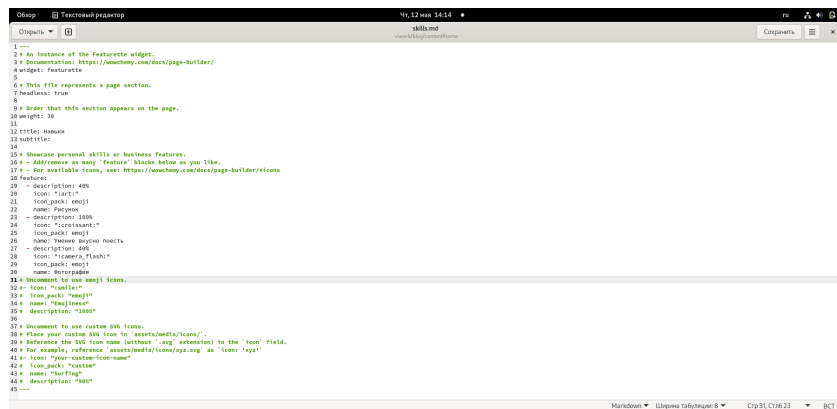 Обзор Текстовый редактор Чт, 12 мая 14:14 ru
Открыть skills.md Сохранить
~/work/blog/content/home
1 ---
2 # An instance of the Featurette widget.
3 # Documentation: https://wowchemy.com/docs/page-builder/
4 widget: featurette
5
6 # This file represents a page section.
7 headless: true
8
9 # Order that this section appears on the page.
10 weight: 30
11
12 title: Навыки
13 subtitle:
14
15 # Showcase personal skills or business features.
16 # - Add/remove as many `feature` blocks below as you like.
17 # - For available icons, see: https://wowchemy.com/docs/page-builder/#icons
18 feature:
19 - description: 40%
20 icon: ":art:"
21 icon_pack: emoji
22 name: Рисунок
23 - description: 100%
24 icon: ":croissant:"
25 icon_pack: emoji
26 name: Умение вкусно поесть
27 - description: 40%
28 icon: ":camera_flash:"
29 icon_pack: emoji
30 name: Фотография
31 # Uncomment to use emoji icons.
32 #- icon: ":smile:"
33 # icon_pack: "emoji"
34 # name: "Emojiness"
35 # description: "100%"
36
37 # Uncomment to use custom SVG icons.
38 # Place your custom SVG icon in `assets/media/icons/`.
39 # Reference the SVG icon name (without `.svg` extension) in the `icon` field.
40 # For example, reference `assets/media/icons/xyz.svg` as `icon: 'xyz'`
41 #- icon: "your-custom-icon-name"
42 # icon_pack: "custom"
43 # name: "Surfing"
44 # description: "90%"
45 ---
Markdown Ширина табуляции: 8 Стр 31, Стлб 23 ВСТ